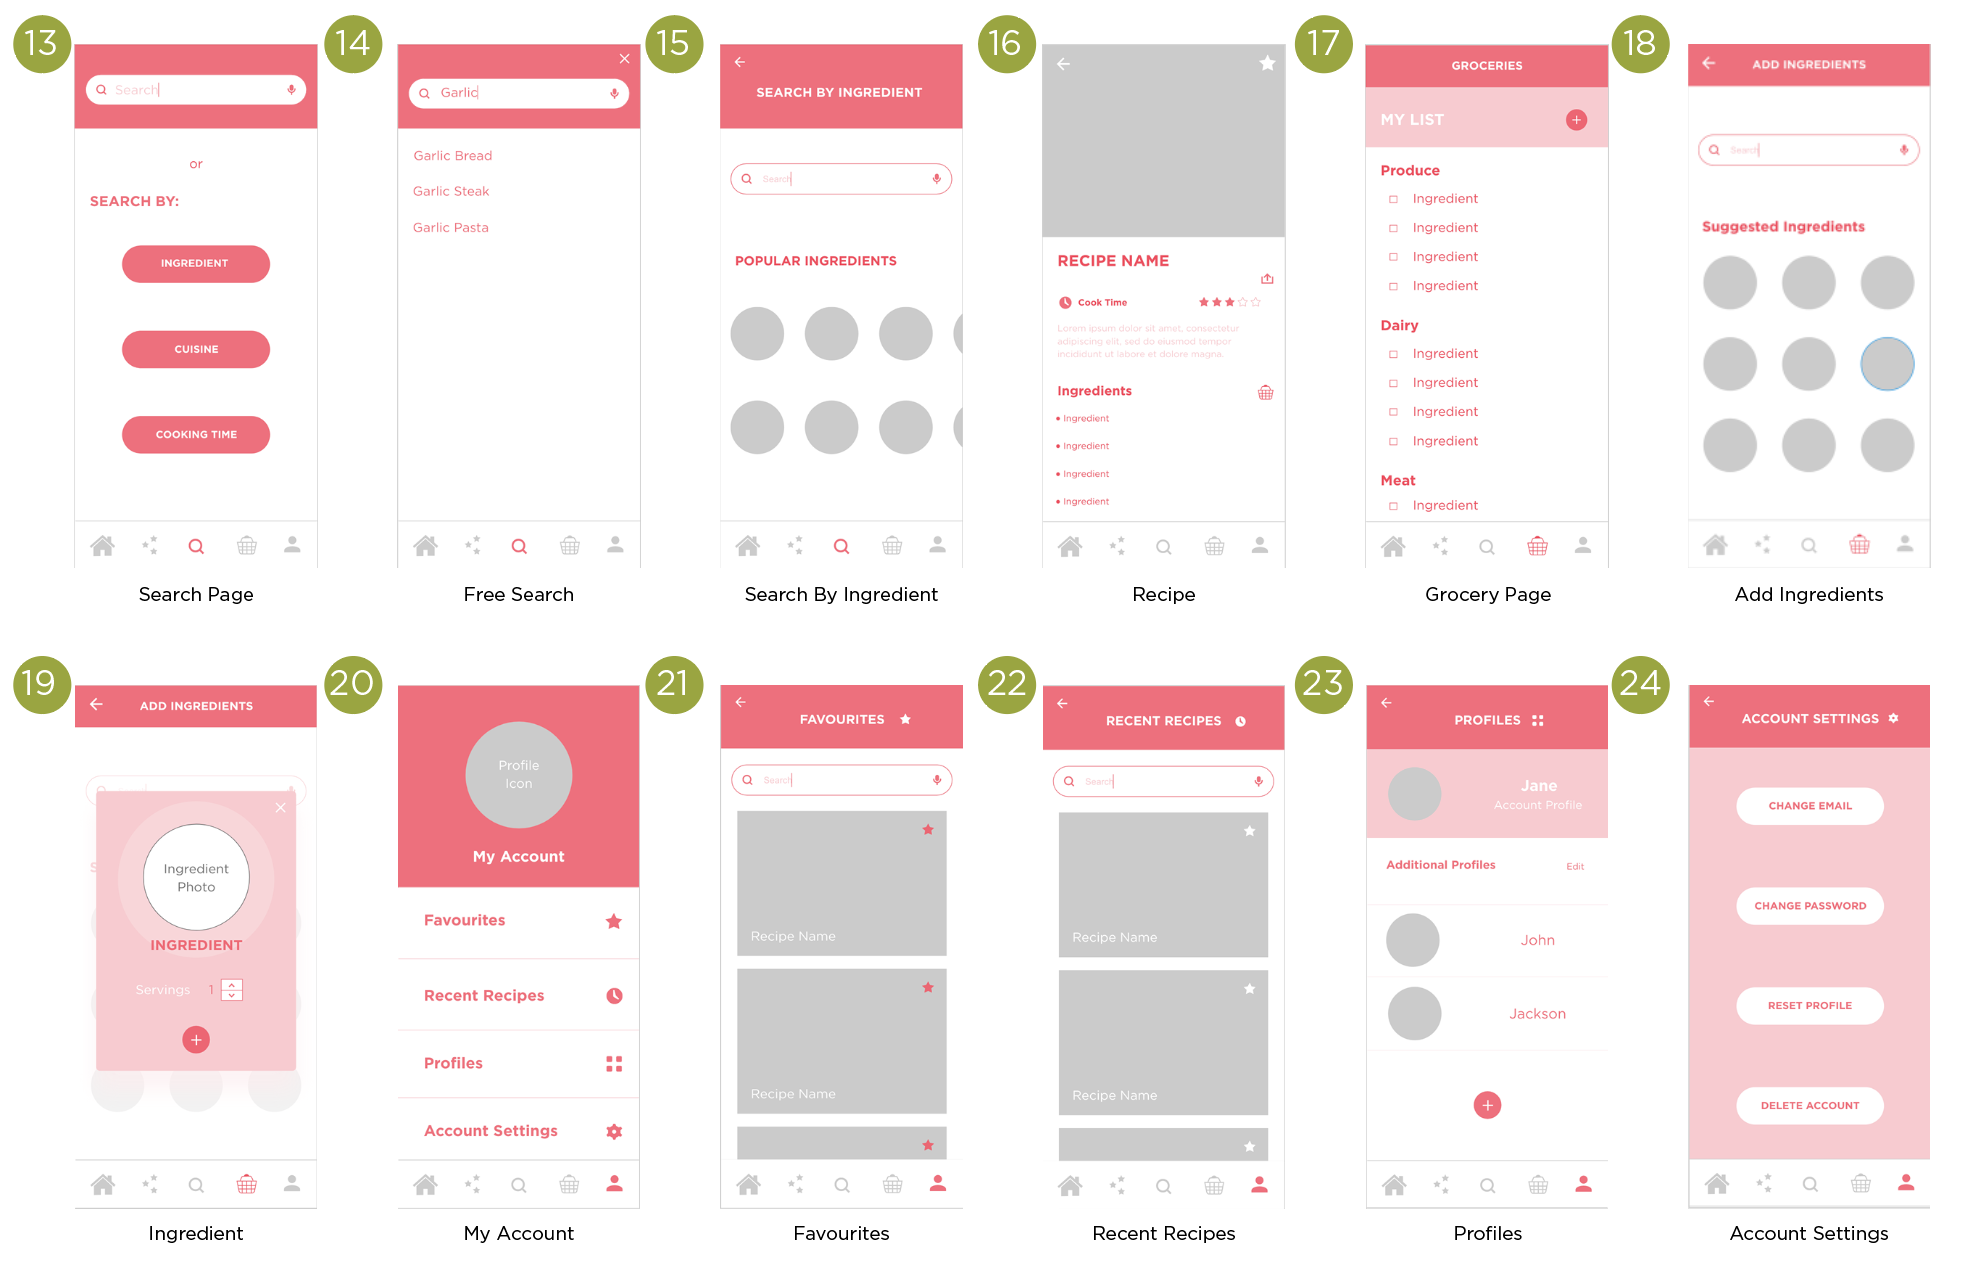 13
Search
or
SEARCH BY:
INGREDIENT
CUISINE
COOKING TIME
Search Page
14
Garlic
Garlic Bread
Garlic Steak
Garlic Pasta
Free Search
15
SEARCH BY INGREDIENT
Search
POPULAR INGREDIENTS
Search By Ingredient
16
RECIPE NAME
Cook Time
Lorem ipsum dolor sit amet, consectetur
adipiscing elit, sed do eiusmod tempor
incididunt ut labore et dolore magna.
Ingredients
• Ingredient
• Ingredient
• Ingredient
• Ingredient
Recipe
17
GROCERIES
MY LIST
Produce
Ingredient
Ingredient
Ingredient
Ingredient
Dairy
Ingredient
Ingredient
Ingredient
Ingredient
Meat
Ingredient
Grocery Page
18
ADD INGREDIENTS
Search
Suggested Ingredients
Add Ingredients
19
ADD INGREDIENTS
Ingredient
Photo
INGREDIENT
Servings 1
Ingredient
20
Profile
Icon
My Account
Favourites
Recent Recipes
Profiles
Account Settings
My Account
21
FAVOURITES
Search
Recipe Name
Recipe Name
Favourites
22
RECENT RECIPES
Search
Recipe Name
Recipe Name
Recent Recipes
23
PROFILES
Jane
Account Profile
Additional Profiles Edit
John
Jackson
Profiles
24
ACCOUNT SETTINGS
CHANGE EMAIL
CHANGE PASSWORD
RESET PROFILE
DELETE ACCOUNT
Account Settings